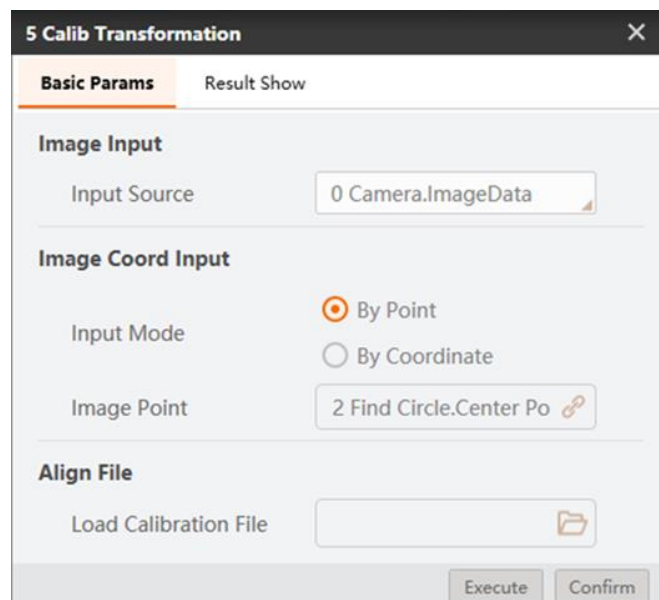 5 Calib Transformation
Basic Params Result Show
Image Input
Input Source 0 Camera.ImageData
Image Coord Input
By Point
Input Mode
By Coordinate
Image Point 2 Find Circle.Center Po
Align File
Load Calibration File
Execute Confirm